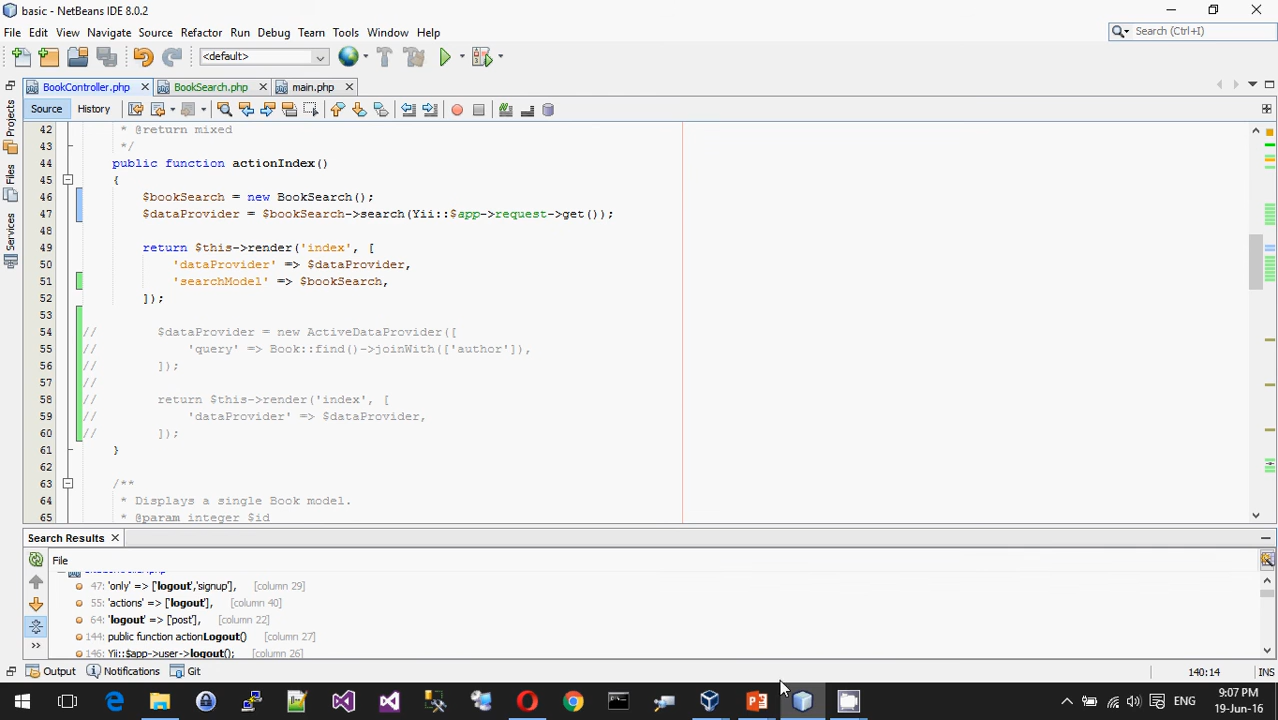 basic - NetBeans IDE 8.0.2
File Edit View Navigate Source Refactor Run Debug Team Tools Window Help
Search (Ctrl+I)
<default>
BookController.php BookSearch.php main.php
Source History
Projects
Files
Services
42 * @return mixed
43 */
44 public function actionIndex()
45 {
46 $bookSearch = new BookSearch();
47 $dataProvider = $bookSearch->search(Yii::$app->request->get());
48
49 return $this->render('index', [
50 'dataProvider' => $dataProvider,
51 'searchModel' => $bookSearch,
52 ]);
53
54 // $dataProvider = new ActiveDataProvider([
55 // 'query' => Book::find()->joinWith(['author']),
56 // ]);
57 //
58 // return $this->render('index', [
59 // 'dataProvider' => $dataProvider,
60 // ]);
61 }
62
63 /**
64 * Displays a single Book model.
65 * @param integer $id
Search Results
File
47: 'only' => ['logout','signup'], [column 29]
55: 'actions' => ['logout'], [column 40]
64: 'logout' => ['post'], [column 22]
144: public function actionLogout() [column 27]
146: Yii::$app->user->logout(); [column 26]
Output Notifications Git
140:14 INS
ENG
9:07 PM
19-Jun-16